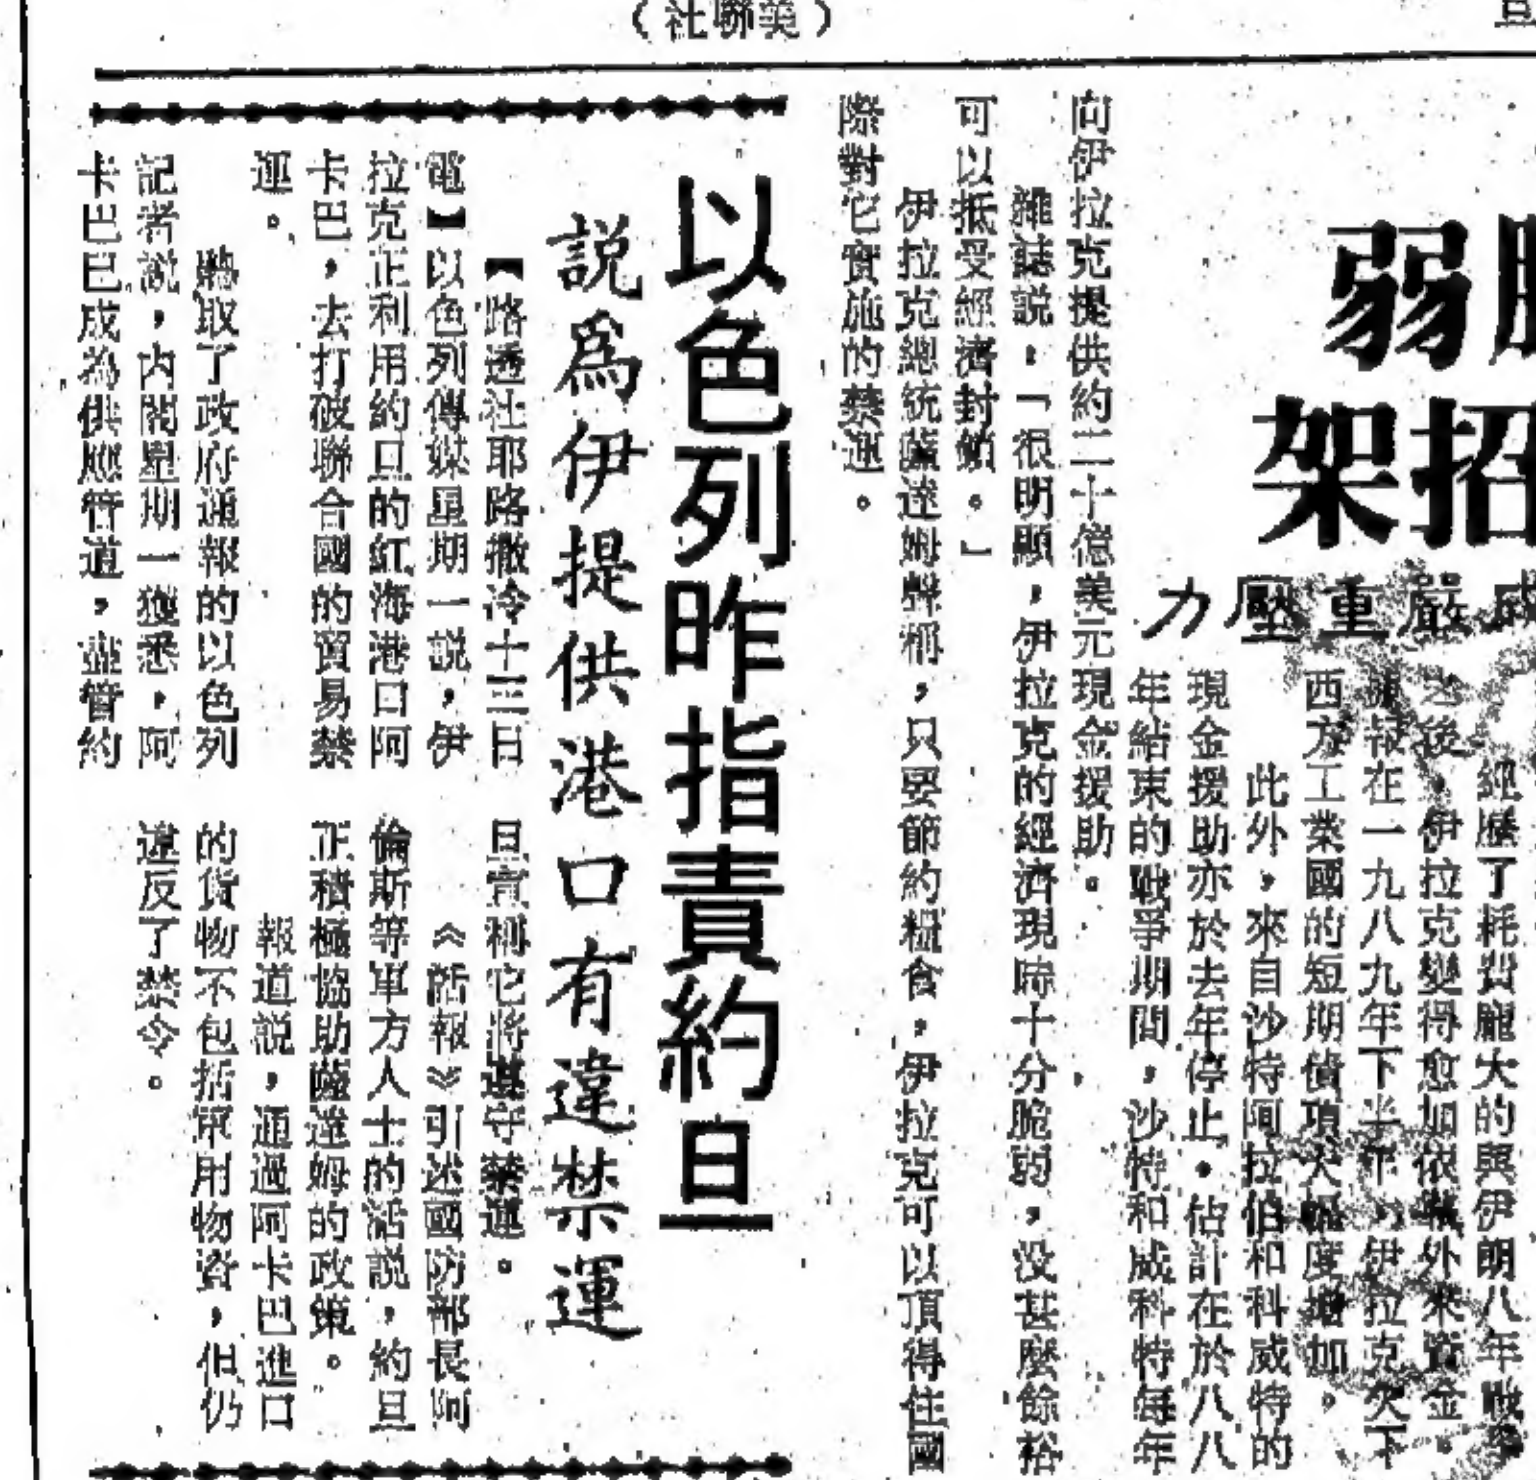 （美聯社）
弱
架招
嚴重壓力
經歷了耗費龐大的與伊朗八年戰爭
之後，伊拉克變得愈加依賴外來資金。
在一九八九年下半年，伊拉克欠下
西方工業國的短期債項大幅度增加。
此外，來自沙特阿拉伯和科威特的
現金援助亦於去年停止。估計在於八八
年結束的戰爭期間，沙特和威科特每年
向伊拉克提供約二十億美元現金援助。
雜誌説：「很明顯，伊拉克的經濟現時十分脆弱，没甚麼餘裕
可以抵受經濟封鎖。」
伊拉克總統薩達姆聲稱，只要節約糧食，伊拉克可以頂得住國
際對它實施的禁運。
以色列昨指責約旦
説為伊提供港口有違禁運
【路透社耶路撒冷十三日
電】以色列傳媒星期一説，伊
拉克正利用約旦的紅海港口阿
卡巴，去打破聯合國的貿易禁
運。
聽取了政府通報的以色列
記者説，内閣星期一獲悉，阿
卡巴已成為供應管道，儘管約
旦宣稱它將謹守禁運。
《話報》引述國防部長阿
倫斯等軍方人士的話説，約旦
正積極協助薩達姆的政策。
報道説，通過阿卡巴進口
的貨物不包括軍用物資，但仍
違反了禁令。